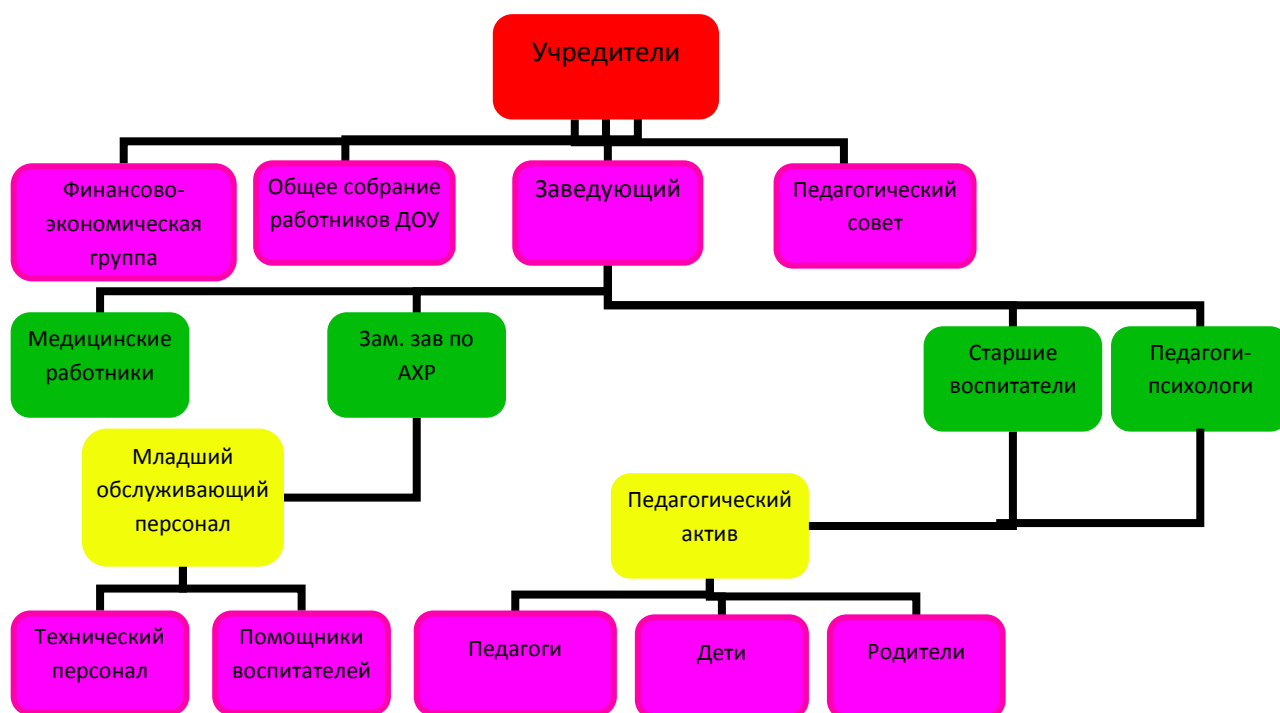 Учредители
Финансово-
экономическая
группа
Общее собрание
работников ДОУ
Заведующий
Педагогический
совет
Медицинские
работники
Зам. зав по
АХР
Старшие
воспитатели
Педагоги-
психологи
Младший
обслуживающий
персонал
Педагогический
актив
Технический
персонал
Помощники
воспитателей
Педагоги
Дети
Родители